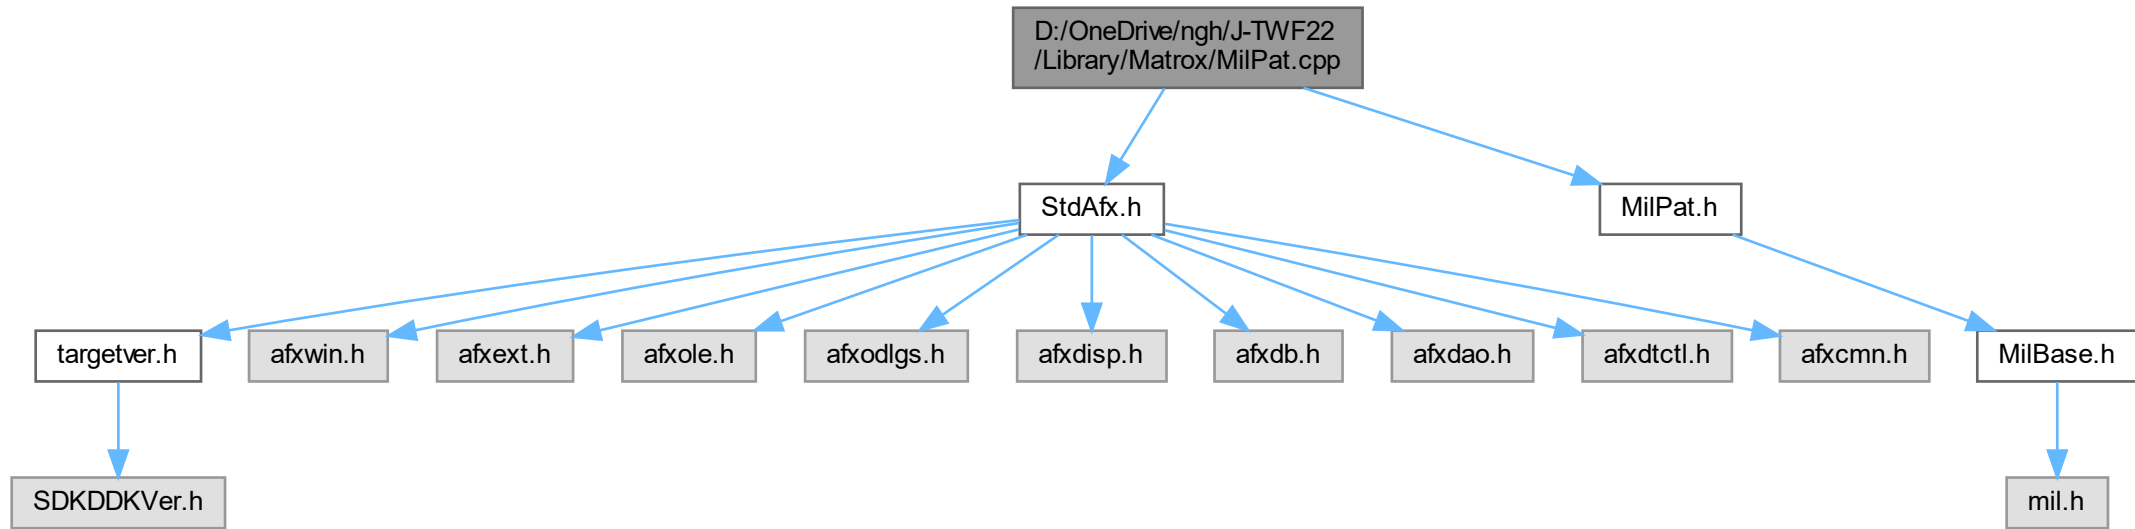 D:/OneDrive/ngh/J-TWF22
/Library/Matrox/MilPat.cpp
StdAfx.h
MilPat.h
targetver.h
afxwin.h
afxext.h
afxole.h
afxodlgs.h
afxdisp.h
afxdb.h
afxdao.h
afxdtctl.h
afxcmn.h
MilBase.h
SDKDDKVer.h
mil.h